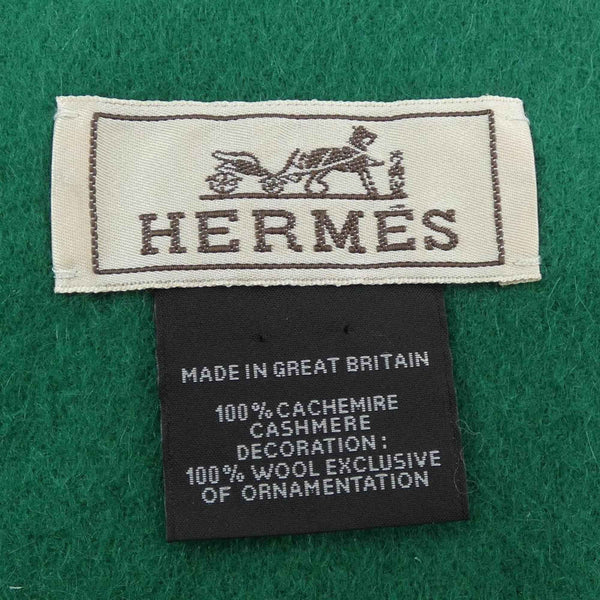 HERMÈS
MADE IN GREAT BRITAIN
100% CACHEMIRE
CASHMERE
DECORATION :
100% WOOL EXCLUSIVE
OF ORNAMENTATION